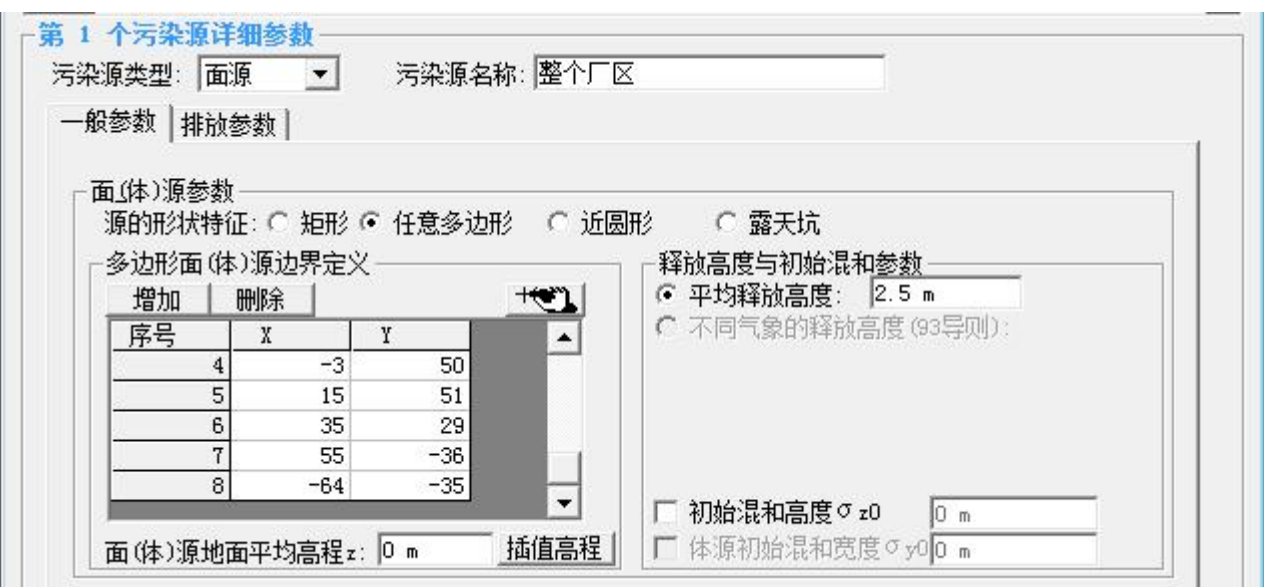 第 1 个污染源详细参数
污染源类型: 面源 污染源名称: 整个厂区
一般参数 排放参数
面(体)源参数
源的形状特征: 矩形 任意多边形 近圆形 露天坑
多边形面(体)源边界定义
增加 删除
序号 X Y
4 -3 50
5 15 51
6 35 29
7 55 -36
8 -64 -35
面(体)源地面平均高程z: 0 m 插值高程
释放高度与初始混和参数
平均释放高度: 2.5 m
不同气象的释放高度(93导则):
初始混和高度σz0 0 m
体源初始混和宽度σy0 0 m